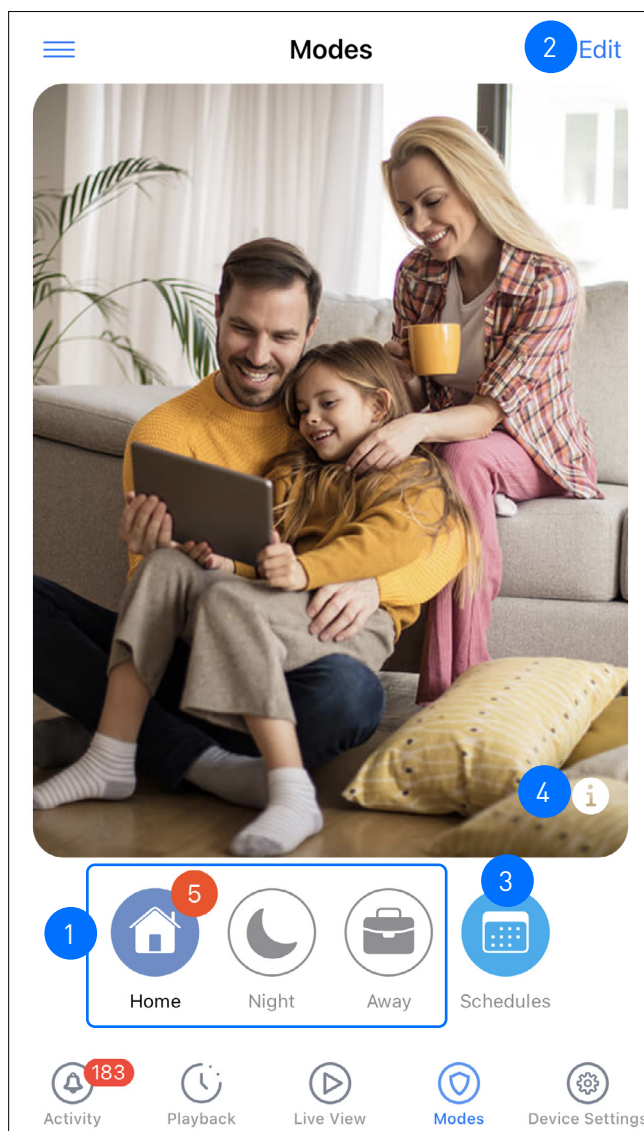 Modes
2 Edit
4 i
3
5
1
Home Night Away Schedules
183
Activity Playback Live View Modes Device Settings